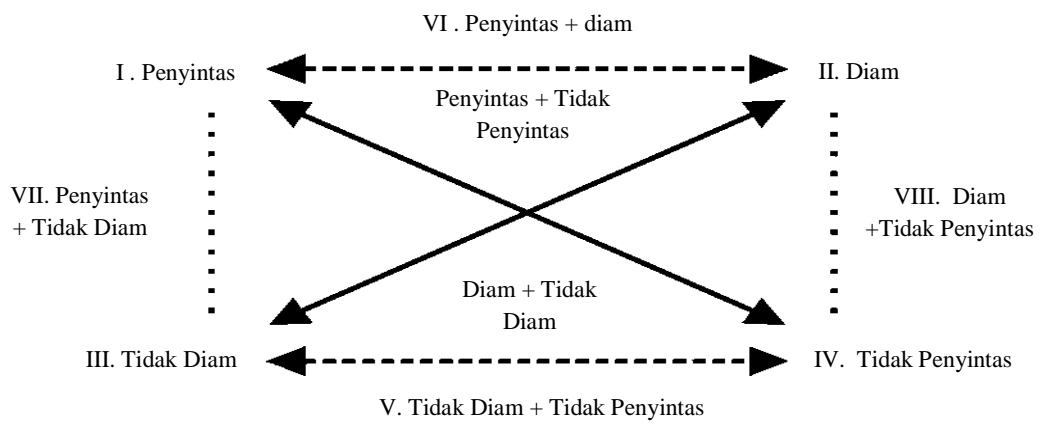 VI . Penyintas + diam
I . Penyintas
II. Diam
Penyintas + Tidak
Penyintas
VII. Penyintas
+ Tidak Diam
VIII.  Diam
+Tidak Penyintas
Diam + Tidak
Diam
III. Tidak Diam
IV.  Tidak Penyintas
V. Tidak Diam + Tidak Penyintas